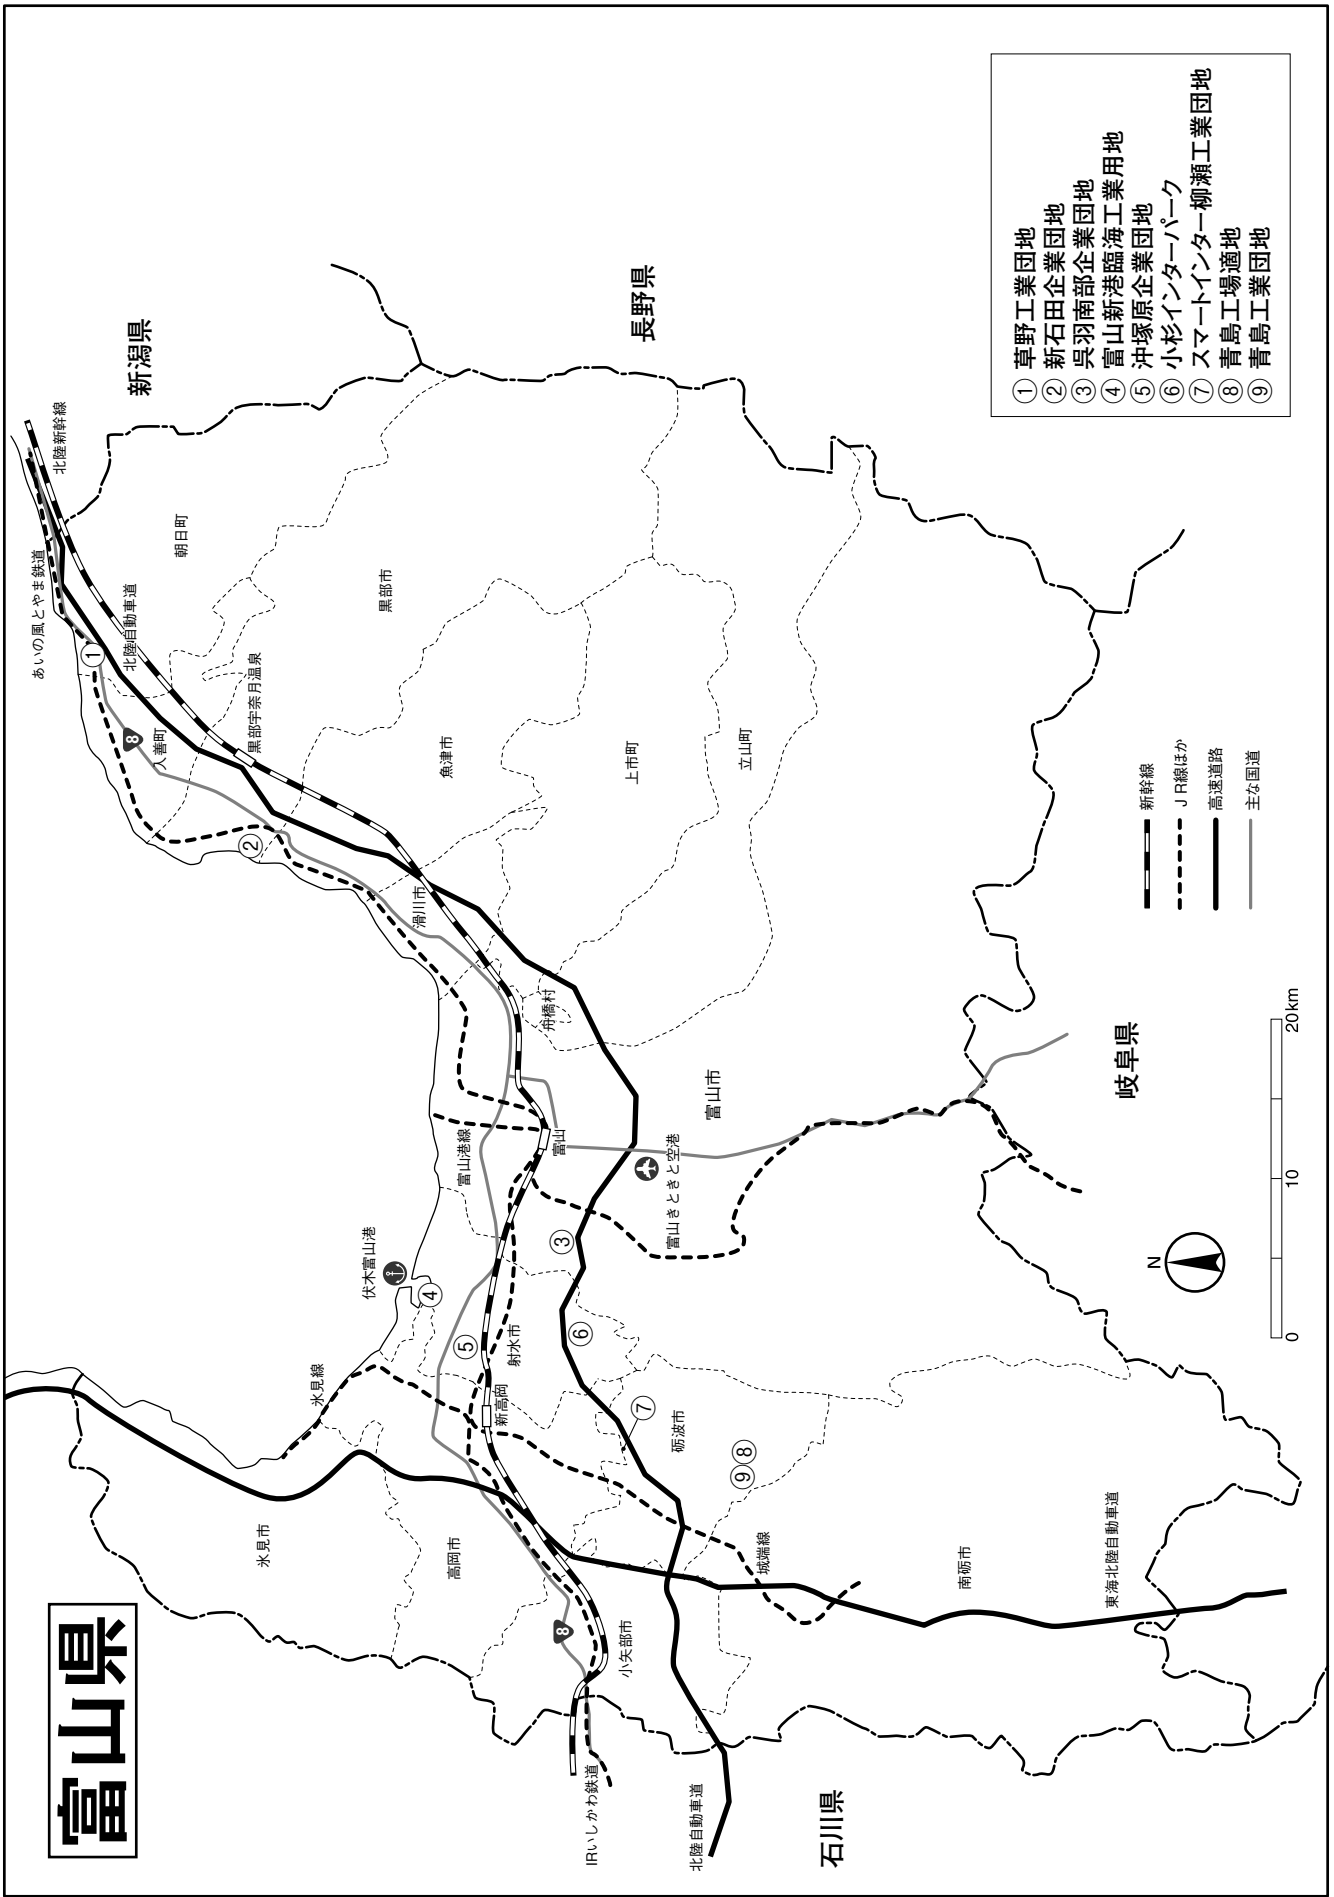 富山県
新潟県
長野県
岐阜県
石川県
① 草野工業団地
② 新石田企業団地
③ 呉羽南部企業団地
④ 富山新港臨海工業用地
⑤ 沖塚原企業団地
⑥ 小杉インターパーク
⑦ スマートインター柳瀬工業団地
⑧ 青島工場適地
⑨ 青島工業団地
北陸新幹線
あいの風とやま鉄道
北陸自動車道
朝日町
①
入善町
8
黒部宇奈月温泉
黒部市
②
魚津市
滑川市
上市町
立山町
舟橋村
富山市
富山港線
富山
富山きときと空港
伏木富山港
③
④
⑤
⑥
射水市
新高岡
氷見線
⑦
砺波市
⑨⑧
氷見市
高岡市
城端線
南砺市
東海北陸自動車道
8
小矢部市
IRいしかわ鉄道
北陸自動車道
新幹線
JR線ほか
高速道路
主な国道
N
0
10
20km